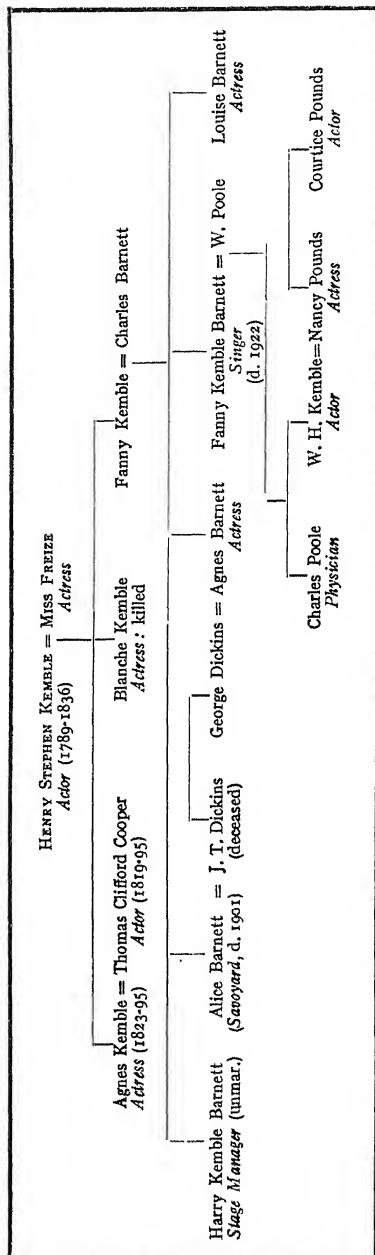 HENRY STEPHEN KEMBLE = MISS FREIZE
Actor (1789-1836) Actress
Agnes Kemble = Thomas Clifford Cooper Blanche Kemble Fanny Kemble = Charles Barnett
Actress (1823-95) Actor (1819-95) Actress: killed
Harry Kemble Barnett Alice Barnett = J. T. Dickins George Dickins = Agnes Barnett Fanny Kemble Barnett = W. Poole Louise Barnett
Stage Manager (unmar.) (Savoyard, d. 1901) (deceased) Actress Singer Actress
(d. 1922)
Charles Poole W. H. Kemble=Nancy Pounds Courtice Pounds
Physician Actor Actress Actor